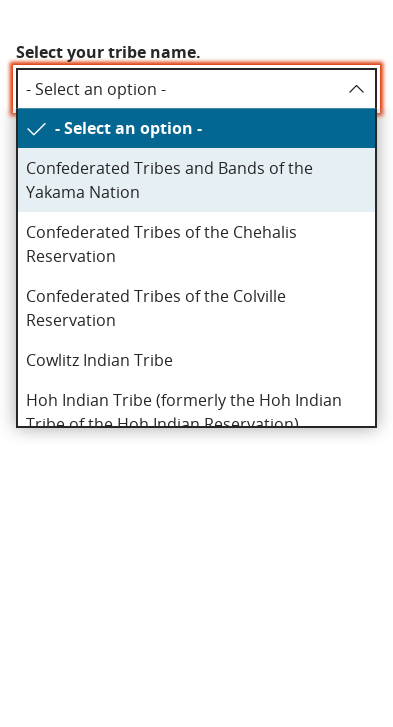 Select your tribe name.
- Select an option -
- Select an option -
Confederated Tribes and Bands of the
Yakama Nation
Confederated Tribes of the Chehalis
Reservation
Confederated Tribes of the Colville
Reservation
Cowlitz Indian Tribe
Hoh Indian Tribe (formerly the Hoh Indian
Tribe of the Hoh Indian Reservation)